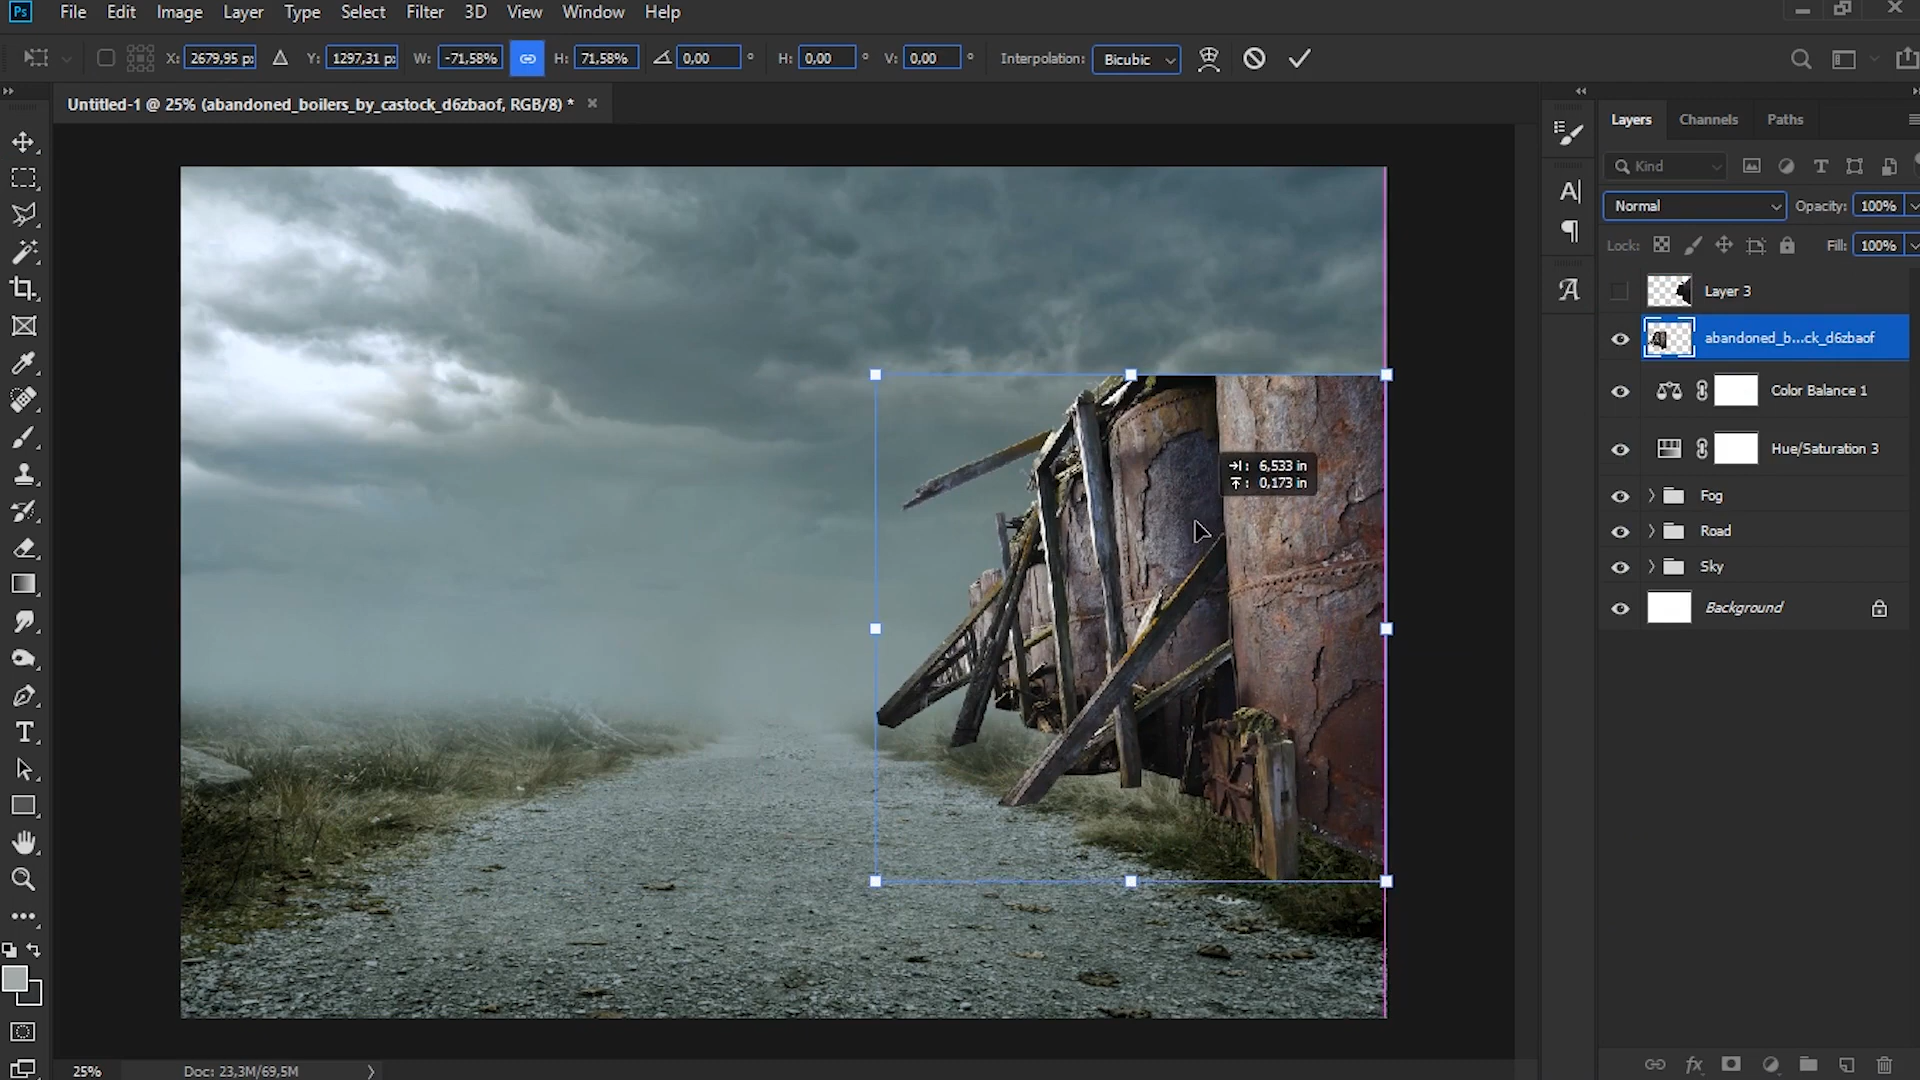 Ps File Edit Image Layer Type Select Filter 3D View Window Help
X: 2679,95 p Y: 1297,31 p W: -71,58% H: 71,58% 0,00 ° H: 0,00 ° V: 0,00 ° Interpolation: Bicubic
Untitled-1 @ 25% (abandoned_boilers_by_castock_d6zbaof, RGB/8) *
Layers Channels Paths
Kind
Normal Opacity: 100%
Lock: Fill: 100%
Layer 3
abandoned_b...ck_d6zbaof
Color Balance 1
Hue/Saturation 3
Fog
Road
Sky
Background
6,533 in
0,173 in
25% Doc: 23,3M/69,5M